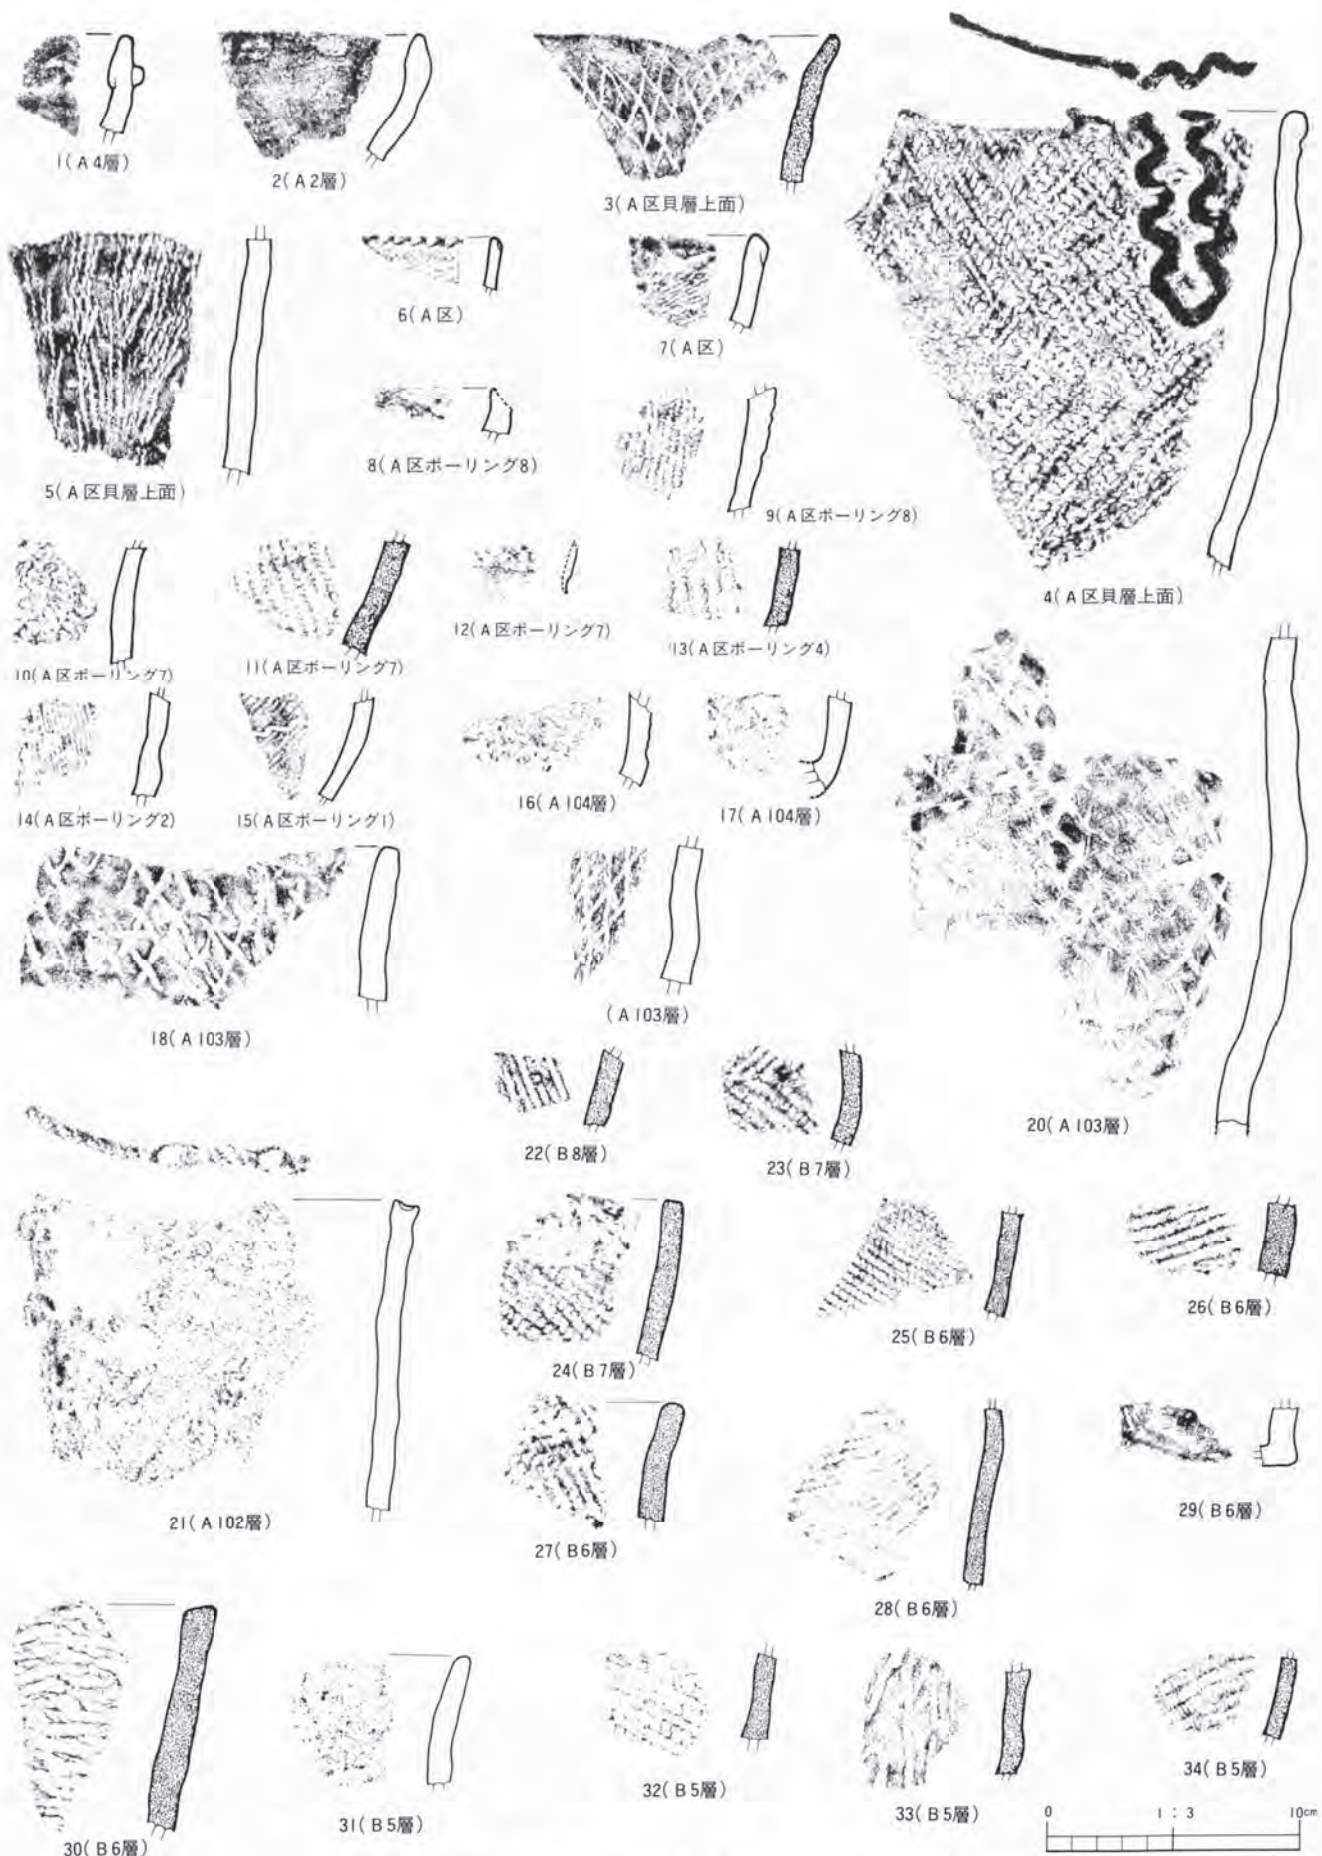 1(A4層)
2(A2層)
3(A区貝層上面)
4(A区貝層上面)
5(A区貝層上面)
6(A区)
7(A区)
8(A区ボーリング8)
9(A区ボーリング8)
10(A区ボーリング7)
11(A区ボーリング7)
12(A区ボーリング7)
13(A区ボーリング4)
14(A区ボーリング2)
15(A区ボーリング1)
16(A104層)
17(A104層)
18(A103層)
(A103層)
20(A103層)
21(A102層)
22(B8層)
23(B7層)
24(B7層)
25(B6層)
26(B6層)
27(B6層)
28(B6層)
29(B6層)
30(B6層)
31(B5層)
32(B5層)
33(B5層)
34(B5層)
0 1:3 10cm